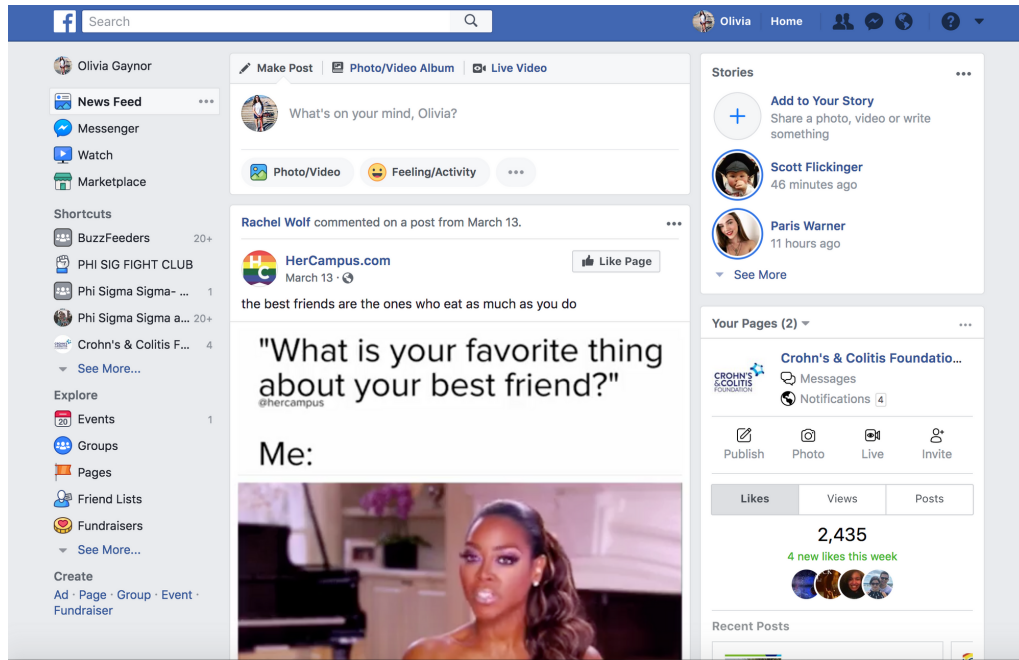 Search
Olivia
Home
Olivia Gaynor
News Feed
Messenger
Watch
Marketplace
Shortcuts
BuzzFeeders 20+
PHI SIG FIGHT CLUB
Phi Sigma Sigma- ... 1
Phi Sigma Sigma a... 20+
Crohn's & Colitis F... 4
See More...
Explore
20 Events 1
Groups
Pages
Friend Lists
Fundraisers
See More...
Create
Ad · Page · Group · Event ·
Fundraiser
Make Post
Photo/Video Album
Live Video
What's on your mind, Olivia?
Photo/Video
Feeling/Activity
Rachel Wolf commented on a post from March 13.
HC
HerCampus.com
March 13 ·
Like Page
the best friends are the ones who eat as much as you do
"What is your favorite thing
about your best friend?"
@hercampus
Me:
Stories
Add to Your Story
Share a photo, video or write
something
Scott Flickinger
46 minutes ago
Paris Warner
11 hours ago
See More
Your Pages (2)
CROHN'S
&COLITIS
FOUNDATION
Crohn's & Colitis Foundatio...
Messages
Notifications 4
Publish
Photo
Live
Invite
Likes
Views
Posts
2,435
4 new likes this week
Recent Posts